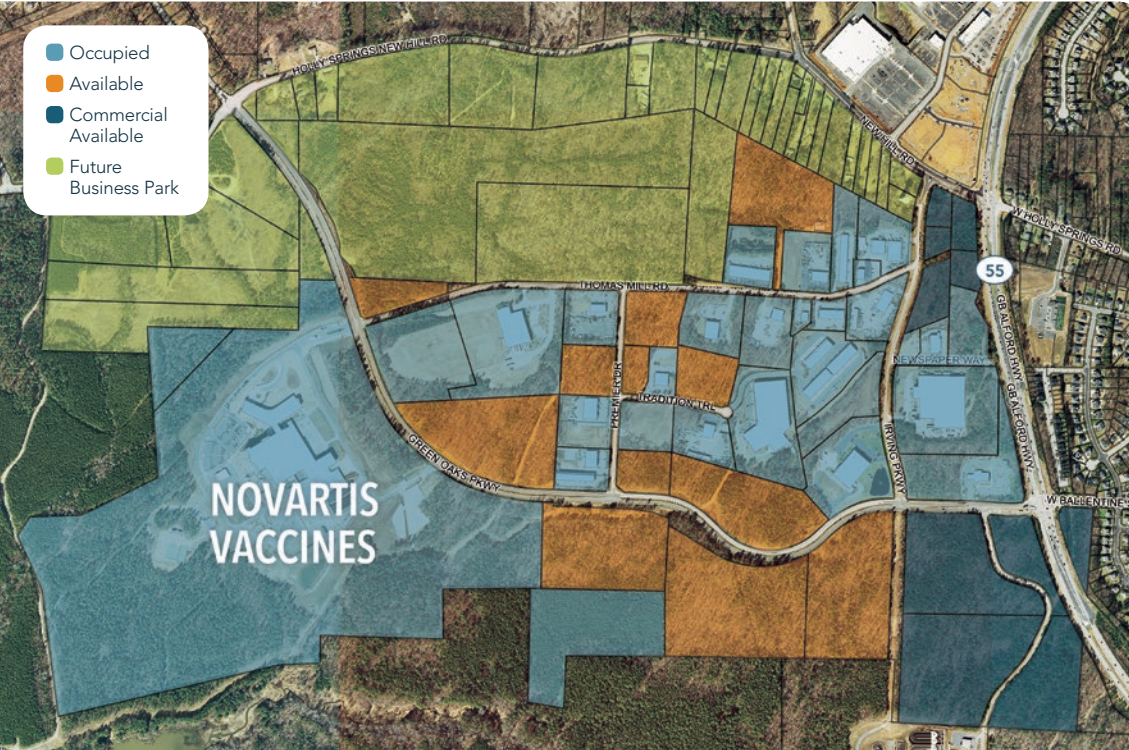 Occupied
Available
Commercial
Available
Future
Business Park
HOLLY SPRINGS NEW HILL RD
NEW HILL RD
W HOLLY SPRINGS RD
55
THOMAS MILL RD
GB ALFORD HWY
GB ALFORD HWY
NEWSPAPER WAY
PREMIER DR
TRADITION TRL
GREEN OAKS PKWY
IRVING PKWY
W BALLENTINE
NOVARTIS
VACCINES